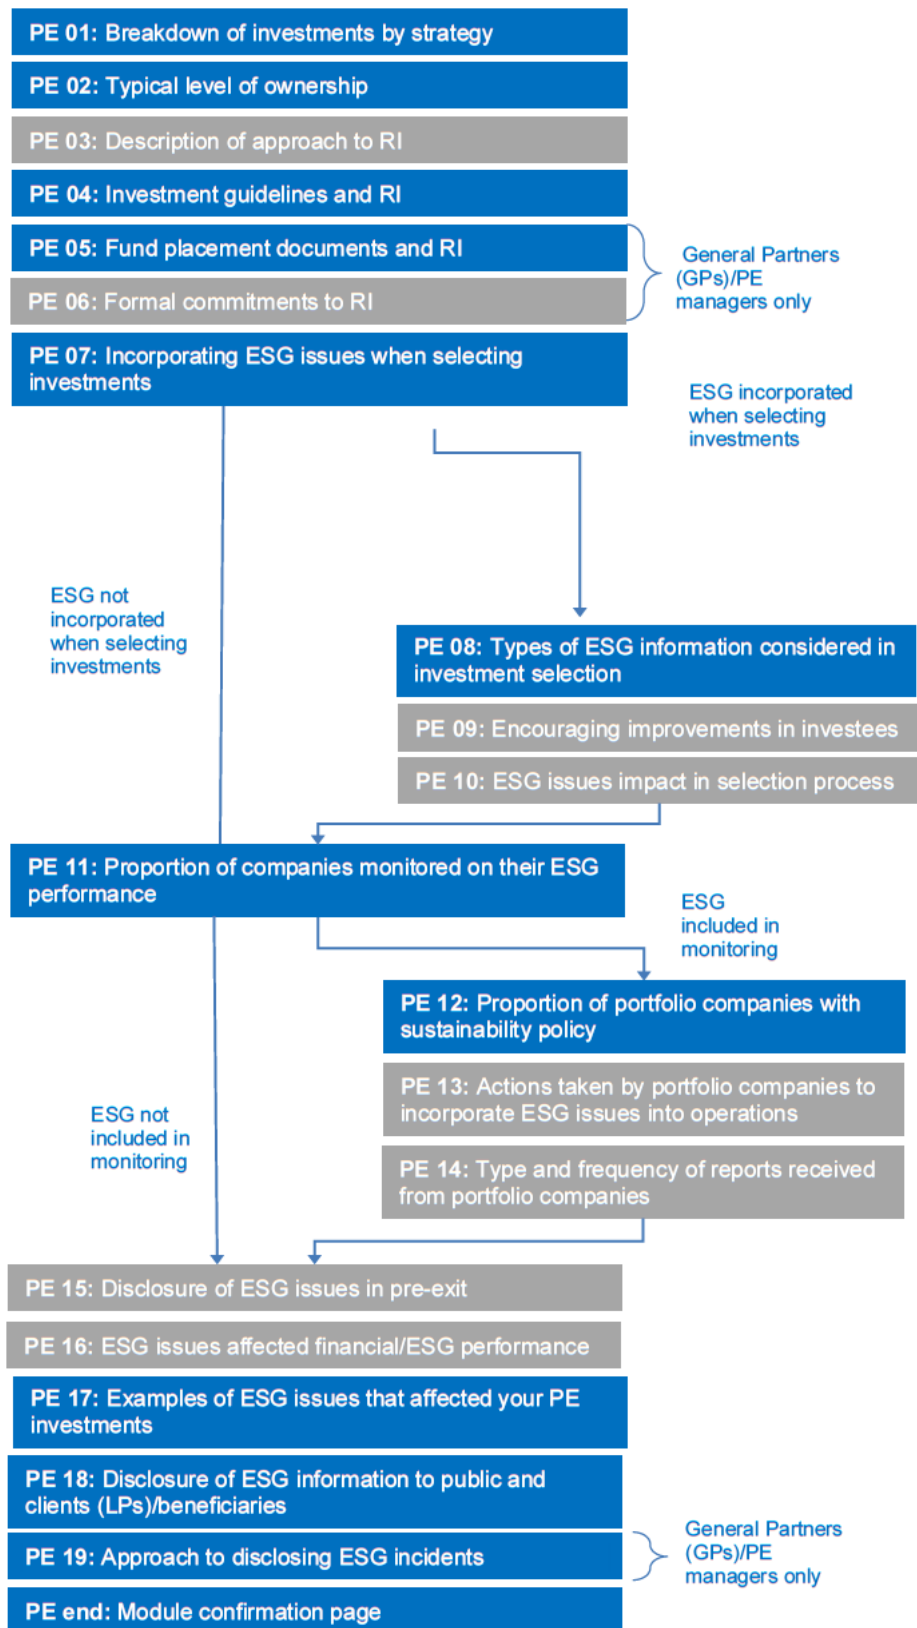 PE 01: Breakdown of investments by strategy
PE 02: Typical level of ownership
PE 03: Description of approach to RI
PE 04: Investment guidelines and RI
PE 05: Fund placement documents and RI
General Partners
(GPs)/PE
managers only
PE 06: Formal commitments to RI
PE 07: Incorporating ESG issues when selecting
investments
ESG incorporated
when selecting
investments
ESG not
incorporated
when selecting
investments
PE 08: Types of ESG information considered in
investment selection
PE 09: Encouraging improvements in investees
PE 10: ESG issues impact in selection process
PE 11: Proportion of companies monitored on their ESG
performance
ESG
included in
monitoring
PE 12: Proportion of portfolio companies with
sustainability policy
PE 13: Actions taken by portfolio companies to
incorporate ESG issues into operations
ESG not
included in
monitoring
PE 14: Type and frequency of reports received
from portfolio companies
PE 15: Disclosure of ESG issues in pre-exit
PE 16: ESG issues affected financial/ESG performance
PE 17: Examples of ESG issues that affected your PE
investments
PE 18: Disclosure of ESG information to public and
clients (LPs)/beneficiaries
PE 19: Approach to disclosing ESG incidents
General Partners
(GPs)/PE
managers only
PE end: Module confirmation page